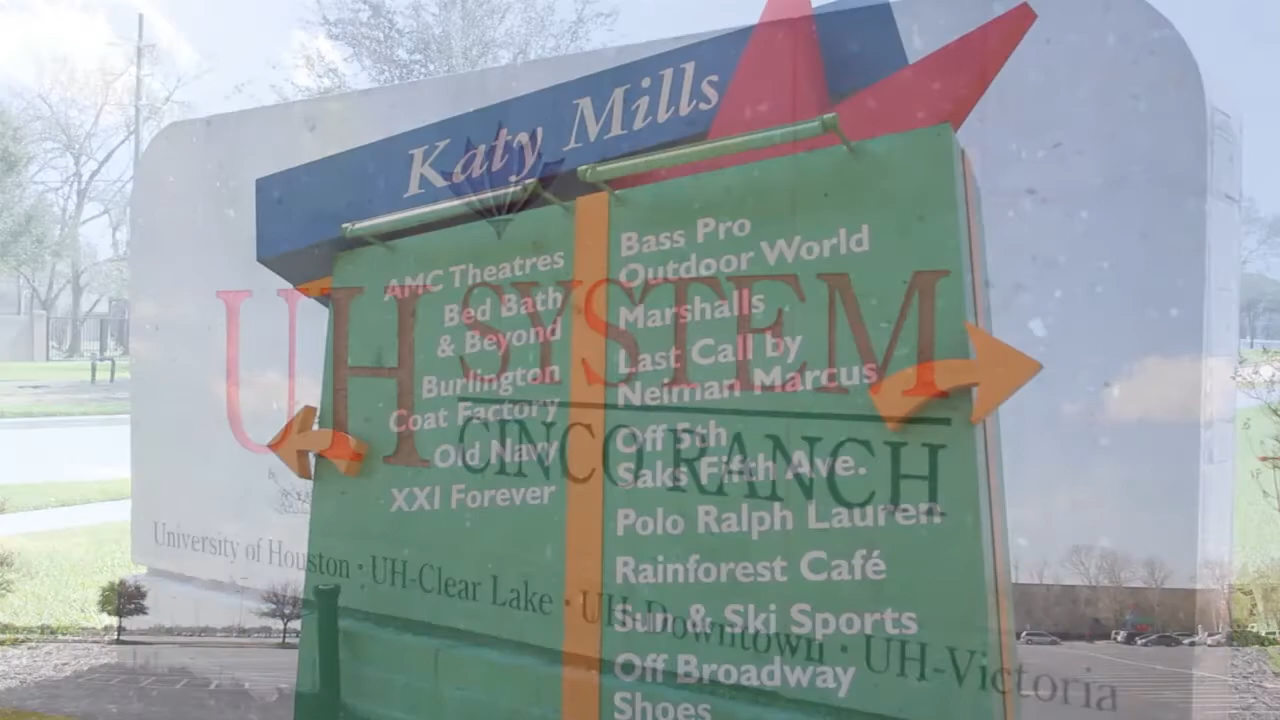 Katy Mills
AMC Theatres
Bed Bath
& Beyond
Burlington
Coat Factory
Old Navy
XXI Forever
Bass Pro
Outdoor World
Marshalls
Last Call by
Neiman Marcus
Off 5th
Saks Fifth Ave.
Polo Ralph Lauren
Rainforest Café
Sun & Ski Sports
Off Broadway
Shoes
UH SYSTEM
CINCO RANCH
University of Houston · UH-Clear Lake · UH-Downtown · UH-Victoria